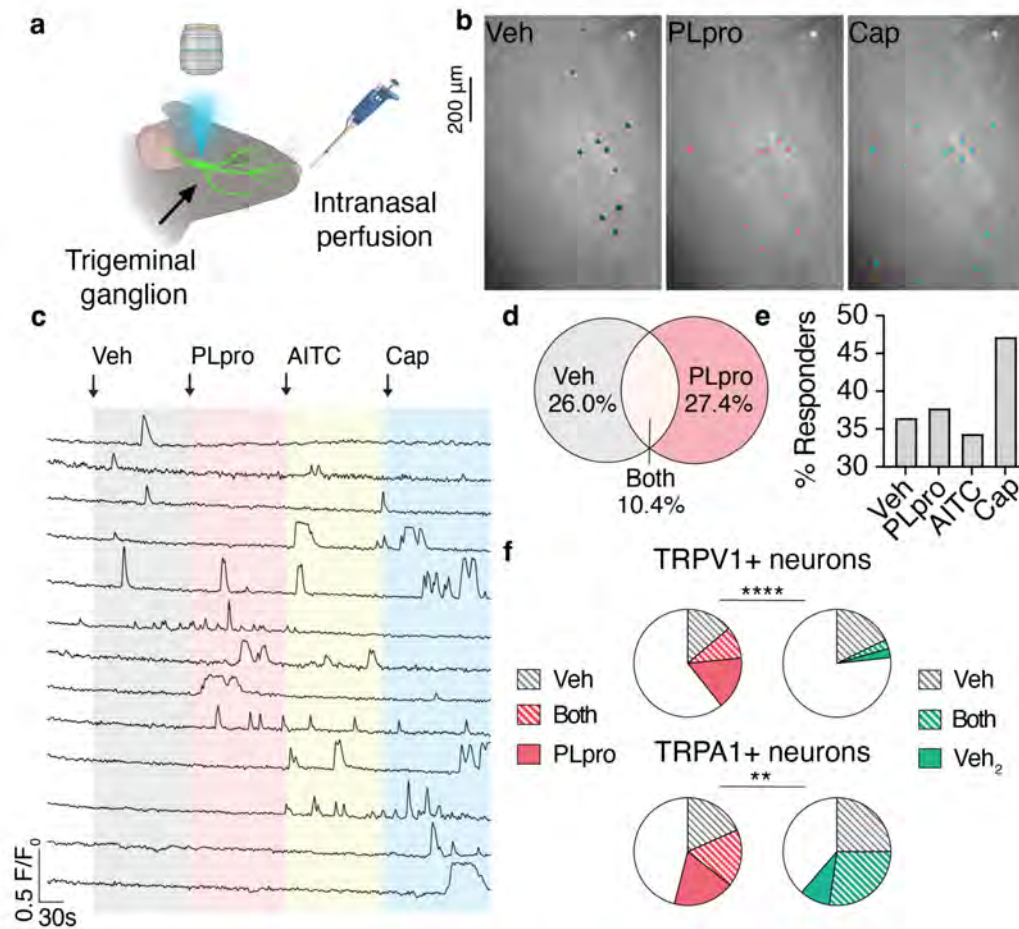 a
Trigeminal
ganglion
Intranasal
perfusion
b
200 µm
Veh
PLpro
Cap
c
Veh
PLpro
AITC
Cap
0.5 F/F0
30s
d
Veh
26.0%
PLpro
27.4%
Both
10.4%
e
% Responders
50
45
40
35
30
Veh
PLpro
AITC
Cap
f
TRPV1+ neurons
****
Veh
Both
PLpro
Veh
Both
Veh2
TRPA1+ neurons
**